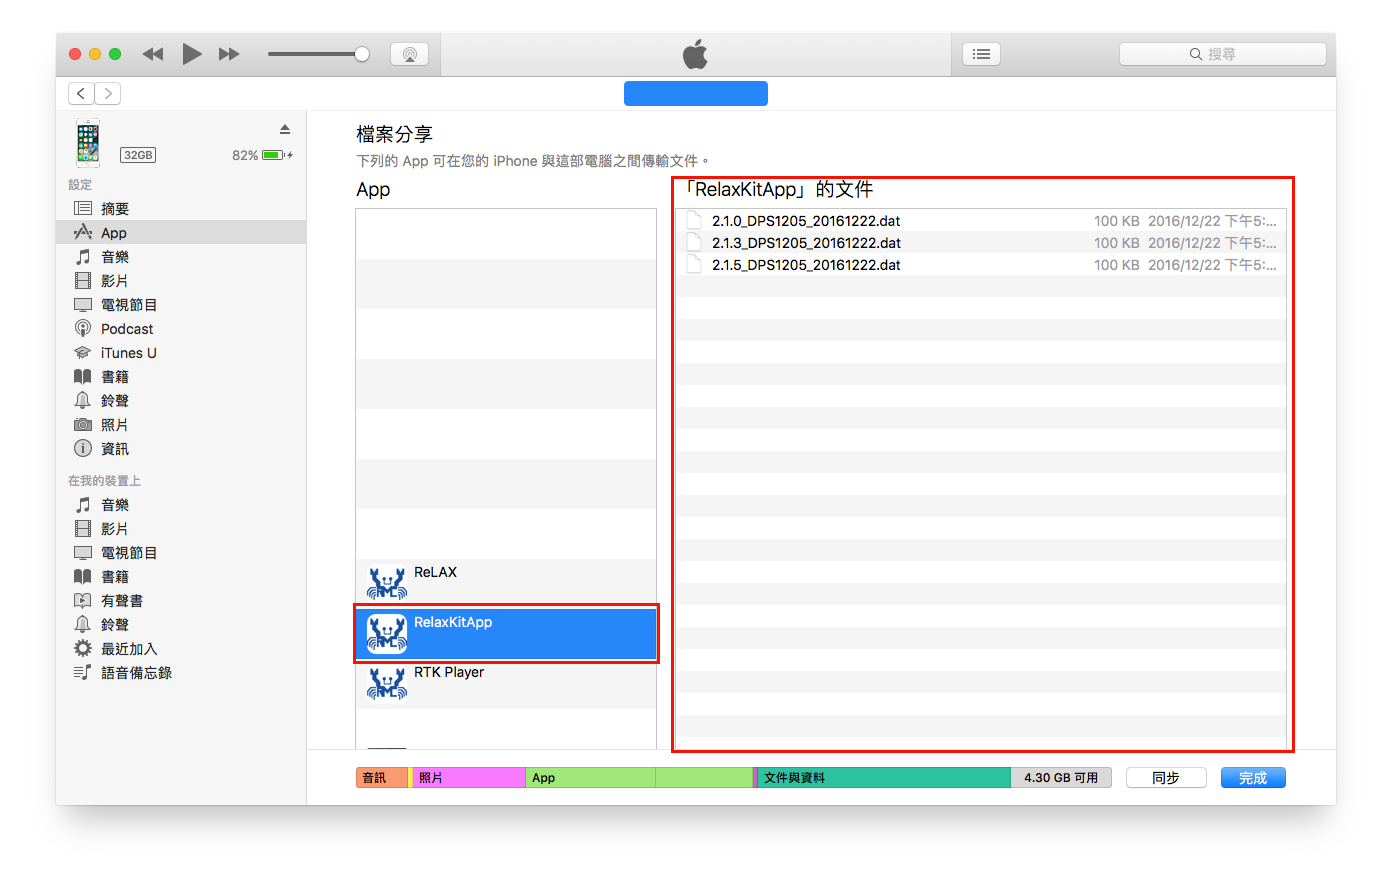 搜尋
32GB
82%
設定
摘要
App
音樂
影片
電視節目
Podcast
iTunes U
書籍
鈴聲
照片
資訊
在我的裝置上
音樂
影片
電視節目
書籍
有聲書
鈴聲
最近加入
語音備忘錄
檔案分享
下列的 App 可在您的 iPhone 與這部電腦之間傳輸文件。
App
ReLAX
RelaxKitApp
RTK Player
「RelaxKitApp」的文件
2.1.0_DPS1205_20161222.dat 100 KB 2016/12/22 下午5:...
2.1.3_DPS1205_20161222.dat 100 KB 2016/12/22 下午5:...
2.1.5_DPS1205_20161222.dat 100 KB 2016/12/22 下午5:...
音訊 照片 App 文件與資料 4.30 GB 可用 同步 完成